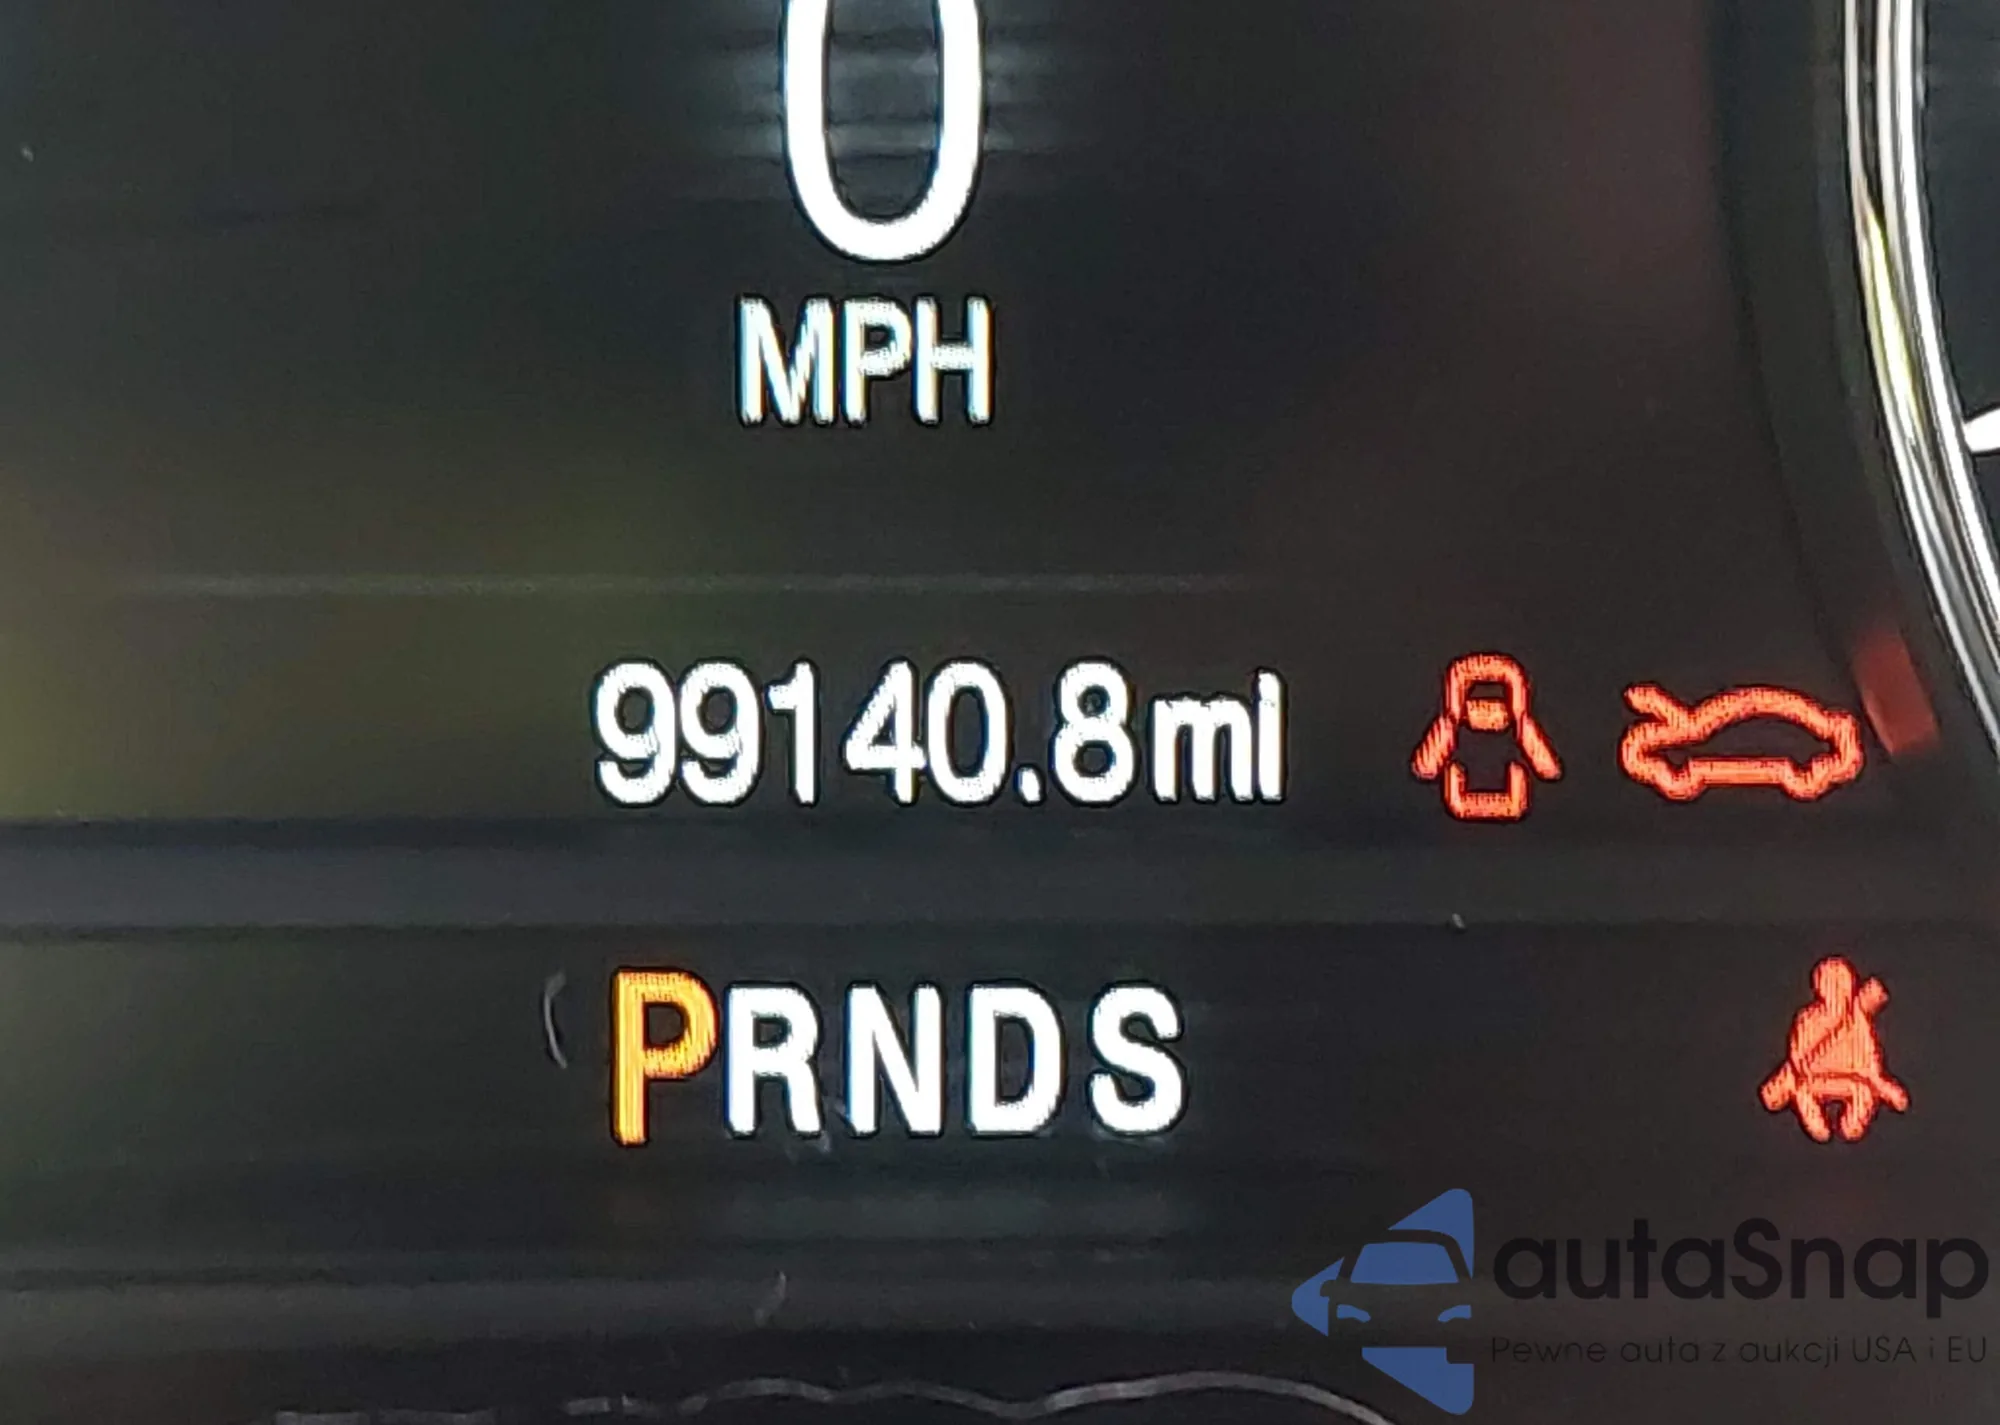 0
MPH
99140.8mi
PRNDS
autaSnap
Pewne auta z aukcji USA i EU